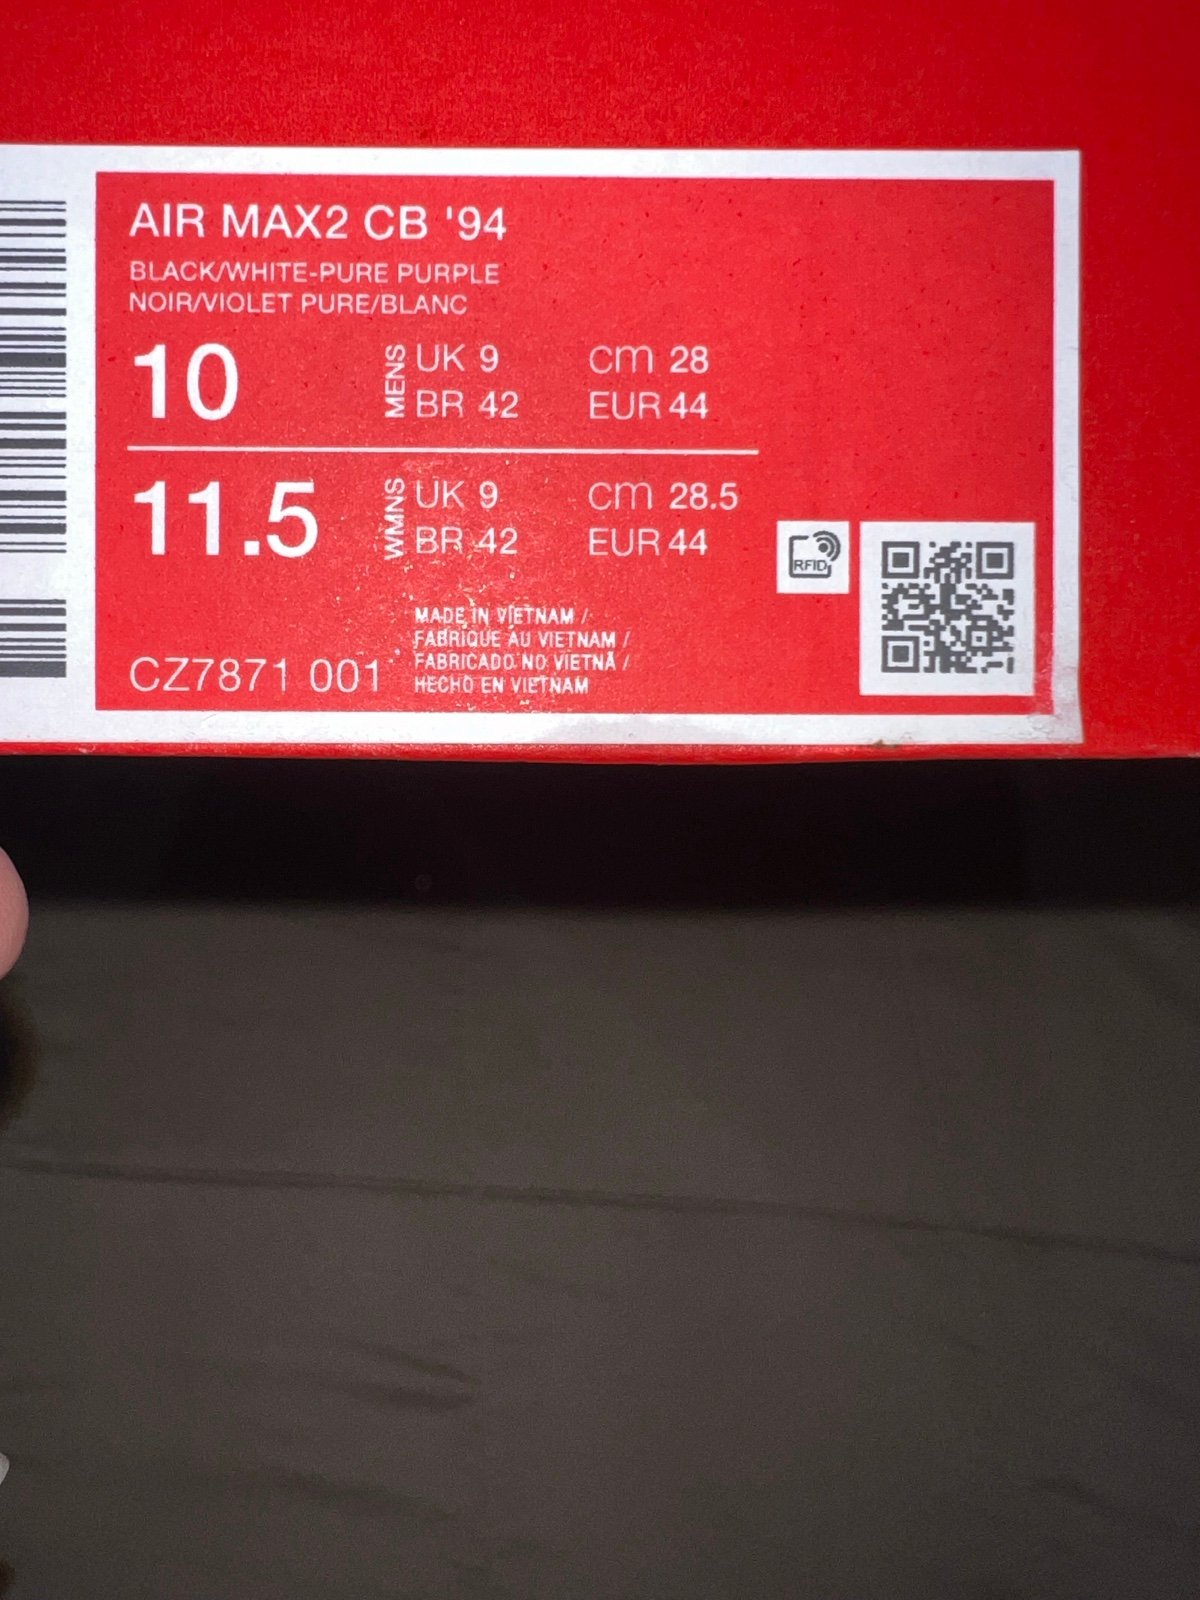 AIR MAX2 CB '94
BLACK/WHITE-PURE PURPLE
NOIR/VIOLET PURE/BLANC
10 MENS UK 9 cm 28
BR 42 EUR 44
11.5 WMNS UK 9 cm 28.5
BR 42 EUR 44
RFID
MADE IN VIETNAM /
FABRIQUE AU VIETNAM /
FABRICADO NO VIETNÃ /
HECHO EN VIETNAM
CZ7871 001